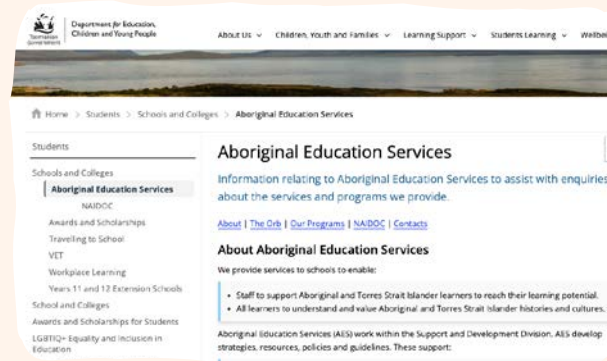 Tasmanian
Government
Department for Education,
Children and Young People
About Us
Children, Youth and Families
Learning Support
Students Learning
Wellbei
Home > Students > Schools and Colleges > Aboriginal Education Services
Students
Schools and Colleges
Aboriginal Education Services
NAIDOC
Awards and Scholarships
Travelling to School
VET
Workplace Learning
Years 11 and 12 Extension Schools
School and Colleges
Awards and Scholarships for Students
LGBTIQ+ Equality and Inclusion in
Education
Aboriginal Education Services
Information relating to Aboriginal Education Services to assist with enquiries
about the services and programs we provide.
About | The Orb | Our Programs | NAIDOC | Contacts
About Aboriginal Education Services
We provide services to schools to enable:
• Staff to support Aboriginal and Torres Strait Islander learners to reach their learning potential.
• All learners to understand and value Aboriginal and Torres Strait Islander histories and cultures.
Aboriginal Education Services (AES) work within the Support and Development Division. AES develop
strategies, resources, policies and guidelines. These support: